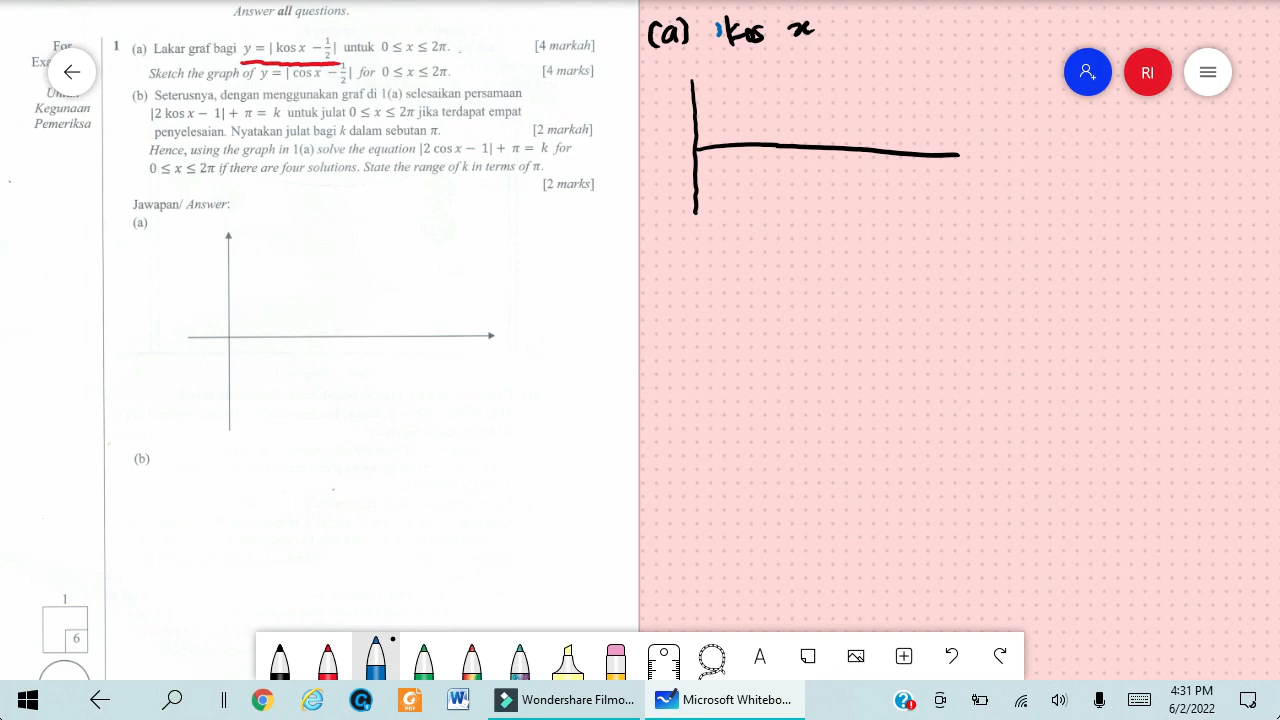 Answer all questions.
For
Exa
Untuk
Kegunaan
Pemeriksa
1 (a) Lakar graf bagi y = | kos x − 1/2 | untuk 0 ≤ x ≤ 2π. [4 markah]
Sketch the graph of y = | cos x − 1/2 | for 0 ≤ x ≤ 2π. [4 marks]
(b) Seterusnya, dengan menggunakan graf di 1(a) selesaikan persamaan
|2 kos x − 1| + π = k untuk julat 0 ≤ x ≤ 2π jika terdapat empat
penyelesaian. Nyatakan julat bagi k dalam sebutan π. [2 markah]
Hence, using the graph in 1(a) solve the equation |2 cos x − 1| + π = k for
0 ≤ x ≤ 2π if there are four solutions. State the range of k in terms of π.
[2 marks]
Jawapan/ Answer:
(a)
(b)
1
6
(a) kos x
RI
A
Wondershare Filmo...
Microsoft Whitebo...
4:31 PM
6/2/2022